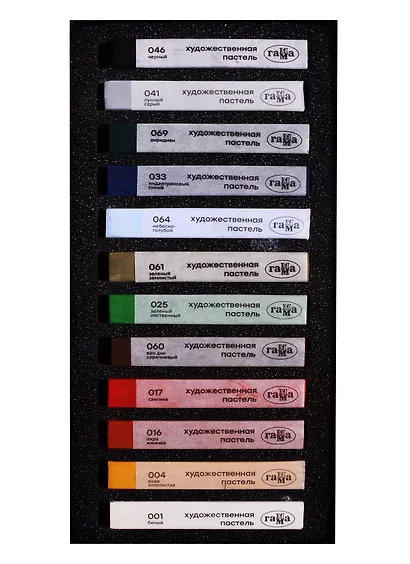 046
черный
художественная
пастель
гаММа
041
лунный
серый
художественная
пастель
гаММа
069
виридиан
художественная
пастель
гаММа
033
индантреновый
синий
художественная
пастель
гаММа
064
небесно-
голубой
художественная
пастель
гаММа
061
зеленый
землистый
художественная
пастель
гаММа
025
зеленый
лиственный
художественная
пастель
гаММа
060
ван дик
коричневый
художественная
пастель
гаММа
017
сангина
художественная
пастель
гаММа
016
охра
жженая
художественная
пастель
гаММа
004
охра
золотистая
художественная
пастель
гаММа
001
белый
художественная
пастель
гаММа